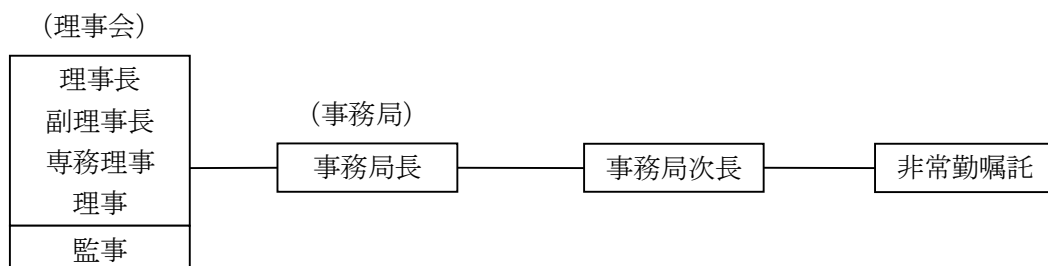 （理事会）
理事長
副理事長
専務理事
理事
監事
（事務局）
事務局長
事務局次長
非常勤嘱託